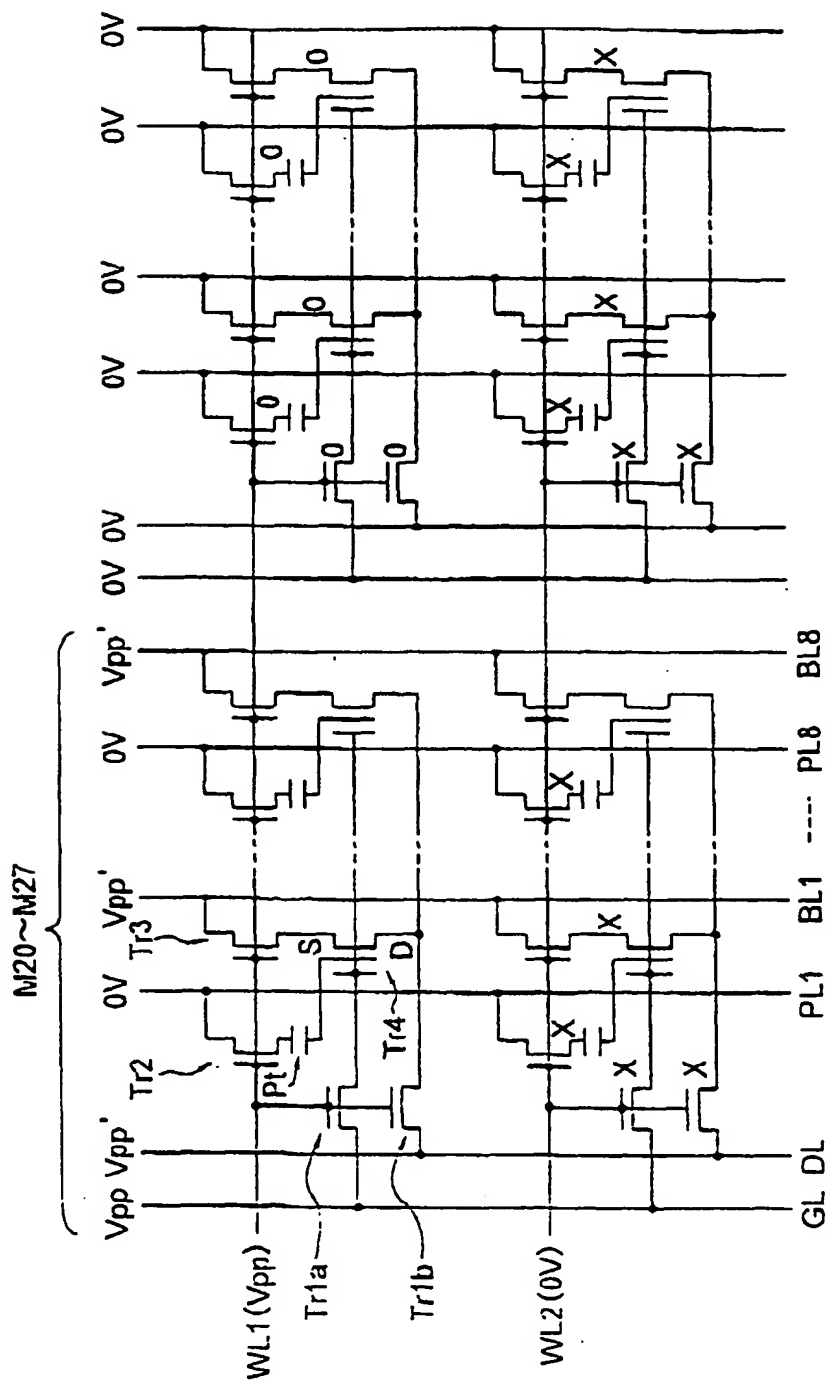 M20~M27
Vpp Vpp' 0V Vpp' 0V Vpp' 0V 0V 0V 0V 0V 0V
Tr2 Tr3
WL1(Vpp)
Pt 0 0
S 0 0
Tr1a Tr4 D 0 0
Tr1b
WL2(0V)
X X X X
X X X
X X
X X
GL DL PL1 BL1 ---- PL8 BL8